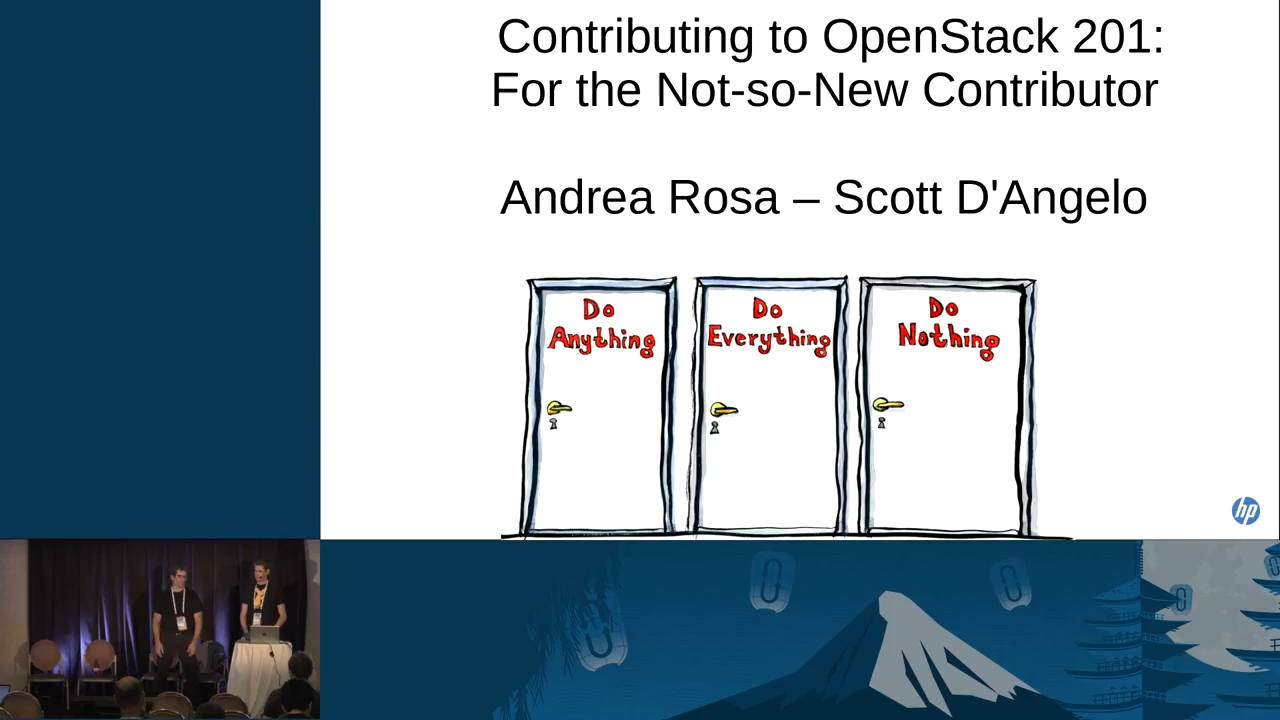 Contributing to OpenStack 201:
For the Not-so-New Contributor
Andrea Rosa – Scott D'Angelo
Do
Anything
Do
Everything
Do
Nothing
hp